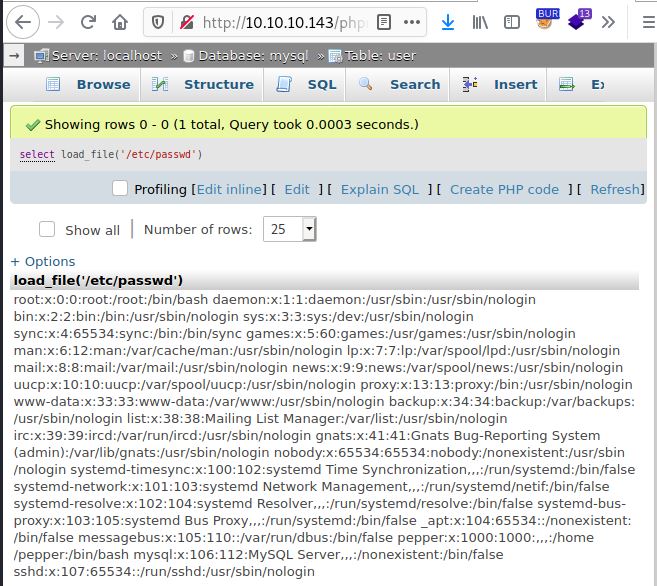 http://10.10.10.143/php
BUR
13
Server: localhost » Database: mysql » Table: user
Browse Structure SQL Search Insert Ex
Showing rows 0 - 0 (1 total, Query took 0.0003 seconds.)
select load_file('/etc/passwd')
Profiling [Edit inline] [ Edit ] [ Explain SQL ] [ Create PHP code ] [ Refresh]
Show all | Number of rows: 25
+ Options
load_file('/etc/passwd')
root:x:0:0:root:/root:/bin/bash daemon:x:1:1:daemon:/usr/sbin:/usr/sbin/nologin
bin:x:2:2:bin:/bin:/usr/sbin/nologin sys:x:3:3:sys:/dev:/usr/sbin/nologin
sync:x:4:65534:sync:/bin:/bin/sync games:x:5:60:games:/usr/games:/usr/sbin/nologin
man:x:6:12:man:/var/cache/man:/usr/sbin/nologin lp:x:7:7:lp:/var/spool/lpd:/usr/sbin/nologin
mail:x:8:8:mail:/var/mail:/usr/sbin/nologin news:x:9:9:news:/var/spool/news:/usr/sbin/nologin
uucp:x:10:10:uucp:/var/spool/uucp:/usr/sbin/nologin proxy:x:13:13:proxy:/bin:/usr/sbin/nologin
www-data:x:33:33:www-data:/var/www:/usr/sbin/nologin backup:x:34:34:backup:/var/backups:
/usr/sbin/nologin list:x:38:38:Mailing List Manager:/var/list:/usr/sbin/nologin
irc:x:39:39:ircd:/var/run/ircd:/usr/sbin/nologin gnats:x:41:41:Gnats Bug-Reporting System
(admin):/var/lib/gnats:/usr/sbin/nologin nobody:x:65534:65534:nobody:/nonexistent:/usr/sbin
/nologin systemd-timesync:x:100:102:systemd Time Synchronization,,,:/run/systemd:/bin/false
systemd-network:x:101:103:systemd Network Management,,,:/run/systemd/netif:/bin/false
systemd-resolve:x:102:104:systemd Resolver,,,:/run/systemd/resolve:/bin/false systemd-bus-
proxy:x:103:105:systemd Bus Proxy,,,:/run/systemd:/bin/false _apt:x:104:65534::/nonexistent:
/bin/false messagebus:x:105:110::/var/run/dbus:/bin/false pepper:x:1000:1000:,,,:/home
/pepper:/bin/bash mysql:x:106:112:MySQL Server,,,:/nonexistent:/bin/false
sshd:x:107:65534::/run/sshd:/usr/sbin/nologin